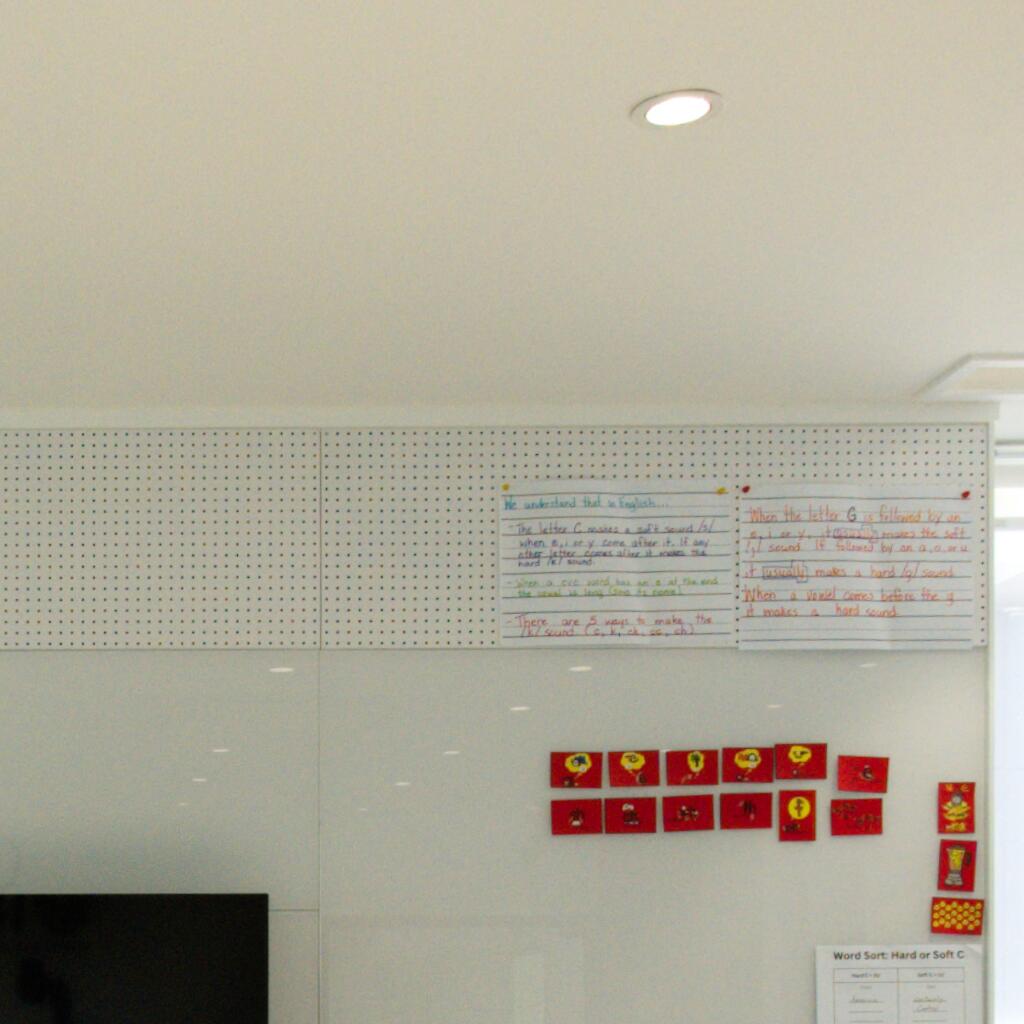 We understand that in English...
- The letter C makes a soft sound /s/
when e, i or y come after it. If any
other letter comes after it makes the
hard /k/ sound.
- When a cvc word has an e at the end
the vowel is long (says its name)
- There are 5 ways to make the
/k/ sound (c, k, ck, cc, ch)
When the letter G is followed by an
e, i or y, it usually makes the soft
/j/ sound. If followed by an a, o, or u
it usually makes a hard /g/ sound.
When a vowel comes before the g
it makes a hard sound.
Word Sort: Hard or Soft C